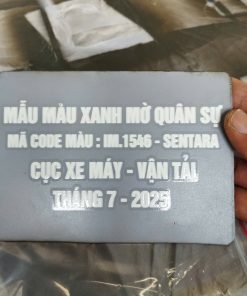 MẪU MÀU XANH MỜ QUÂN SỰ
MÃ CODE MÀU : IM.1546 - SENTARA
CỤC XE MÁY - VẬN TẢI
THÁNG 7 - 2025